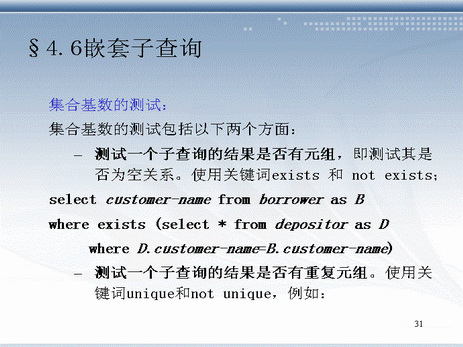 §4.6嵌套子查询
集合基数的测试：
集合基数的测试包括以下两个方面：
– 测试一个子查询的结果是否有元组，即测试其是
否为空关系。使用关键词exists 和 not exists；
select customer-name from borrower as B
where exists (select * from depositor as D
where D.customer-name=B.customer-name)
– 测试一个子查询的结果是否有重复元组。使用关
键词unique和not unique，例如：
31